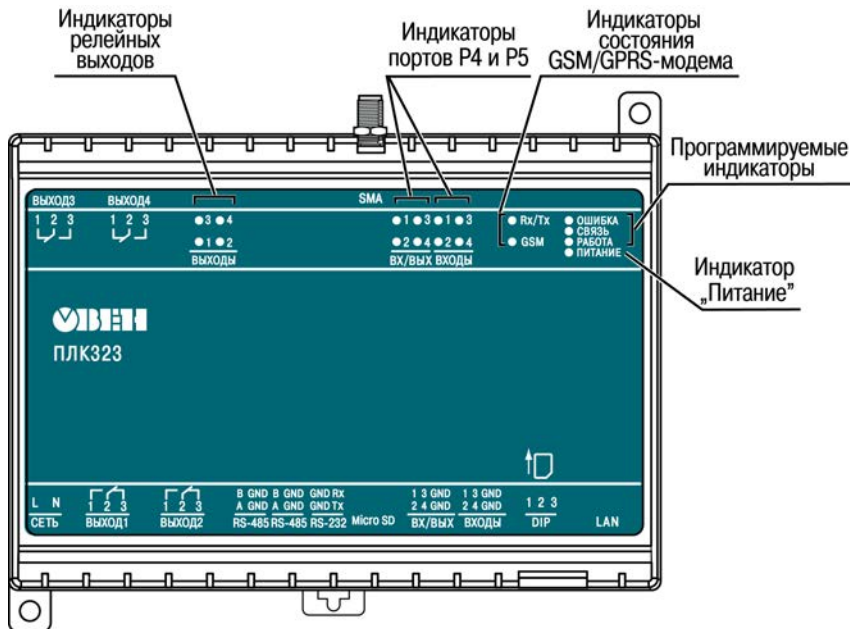 Индикаторы
релейных
выходов
Индикаторы
портов P4 и P5
Индикаторы
состояния
GSM/GPRS-модема
Программируемые
индикаторы
Индикатор
„Питание”
ВЫХОД3 ВЫХОД4 SMA
1 2 3 1 2 3 3 4 1 3 1 3 Rx/Tx ОШИБКА
СВЯЗЬ
1 2 2 4 2 4 GSM РАБОТА
ВЫХОДЫ ВХ/ВЫХ ВХОДЫ ПИТАНИЕ
ОВЕН
ПЛК323
B GND B GND GND Rx 1 3 GND 1 3 GND
L N 1 2 3 1 2 3 A GND A GND GND Tx 2 4 GND 2 4 GND 1 2 3
СЕТЬ ВЫХОД1 ВЫХОД2 RS-485 RS-485 RS-232 Micro SD ВХ/ВЫХ ВХОДЫ DIP LAN